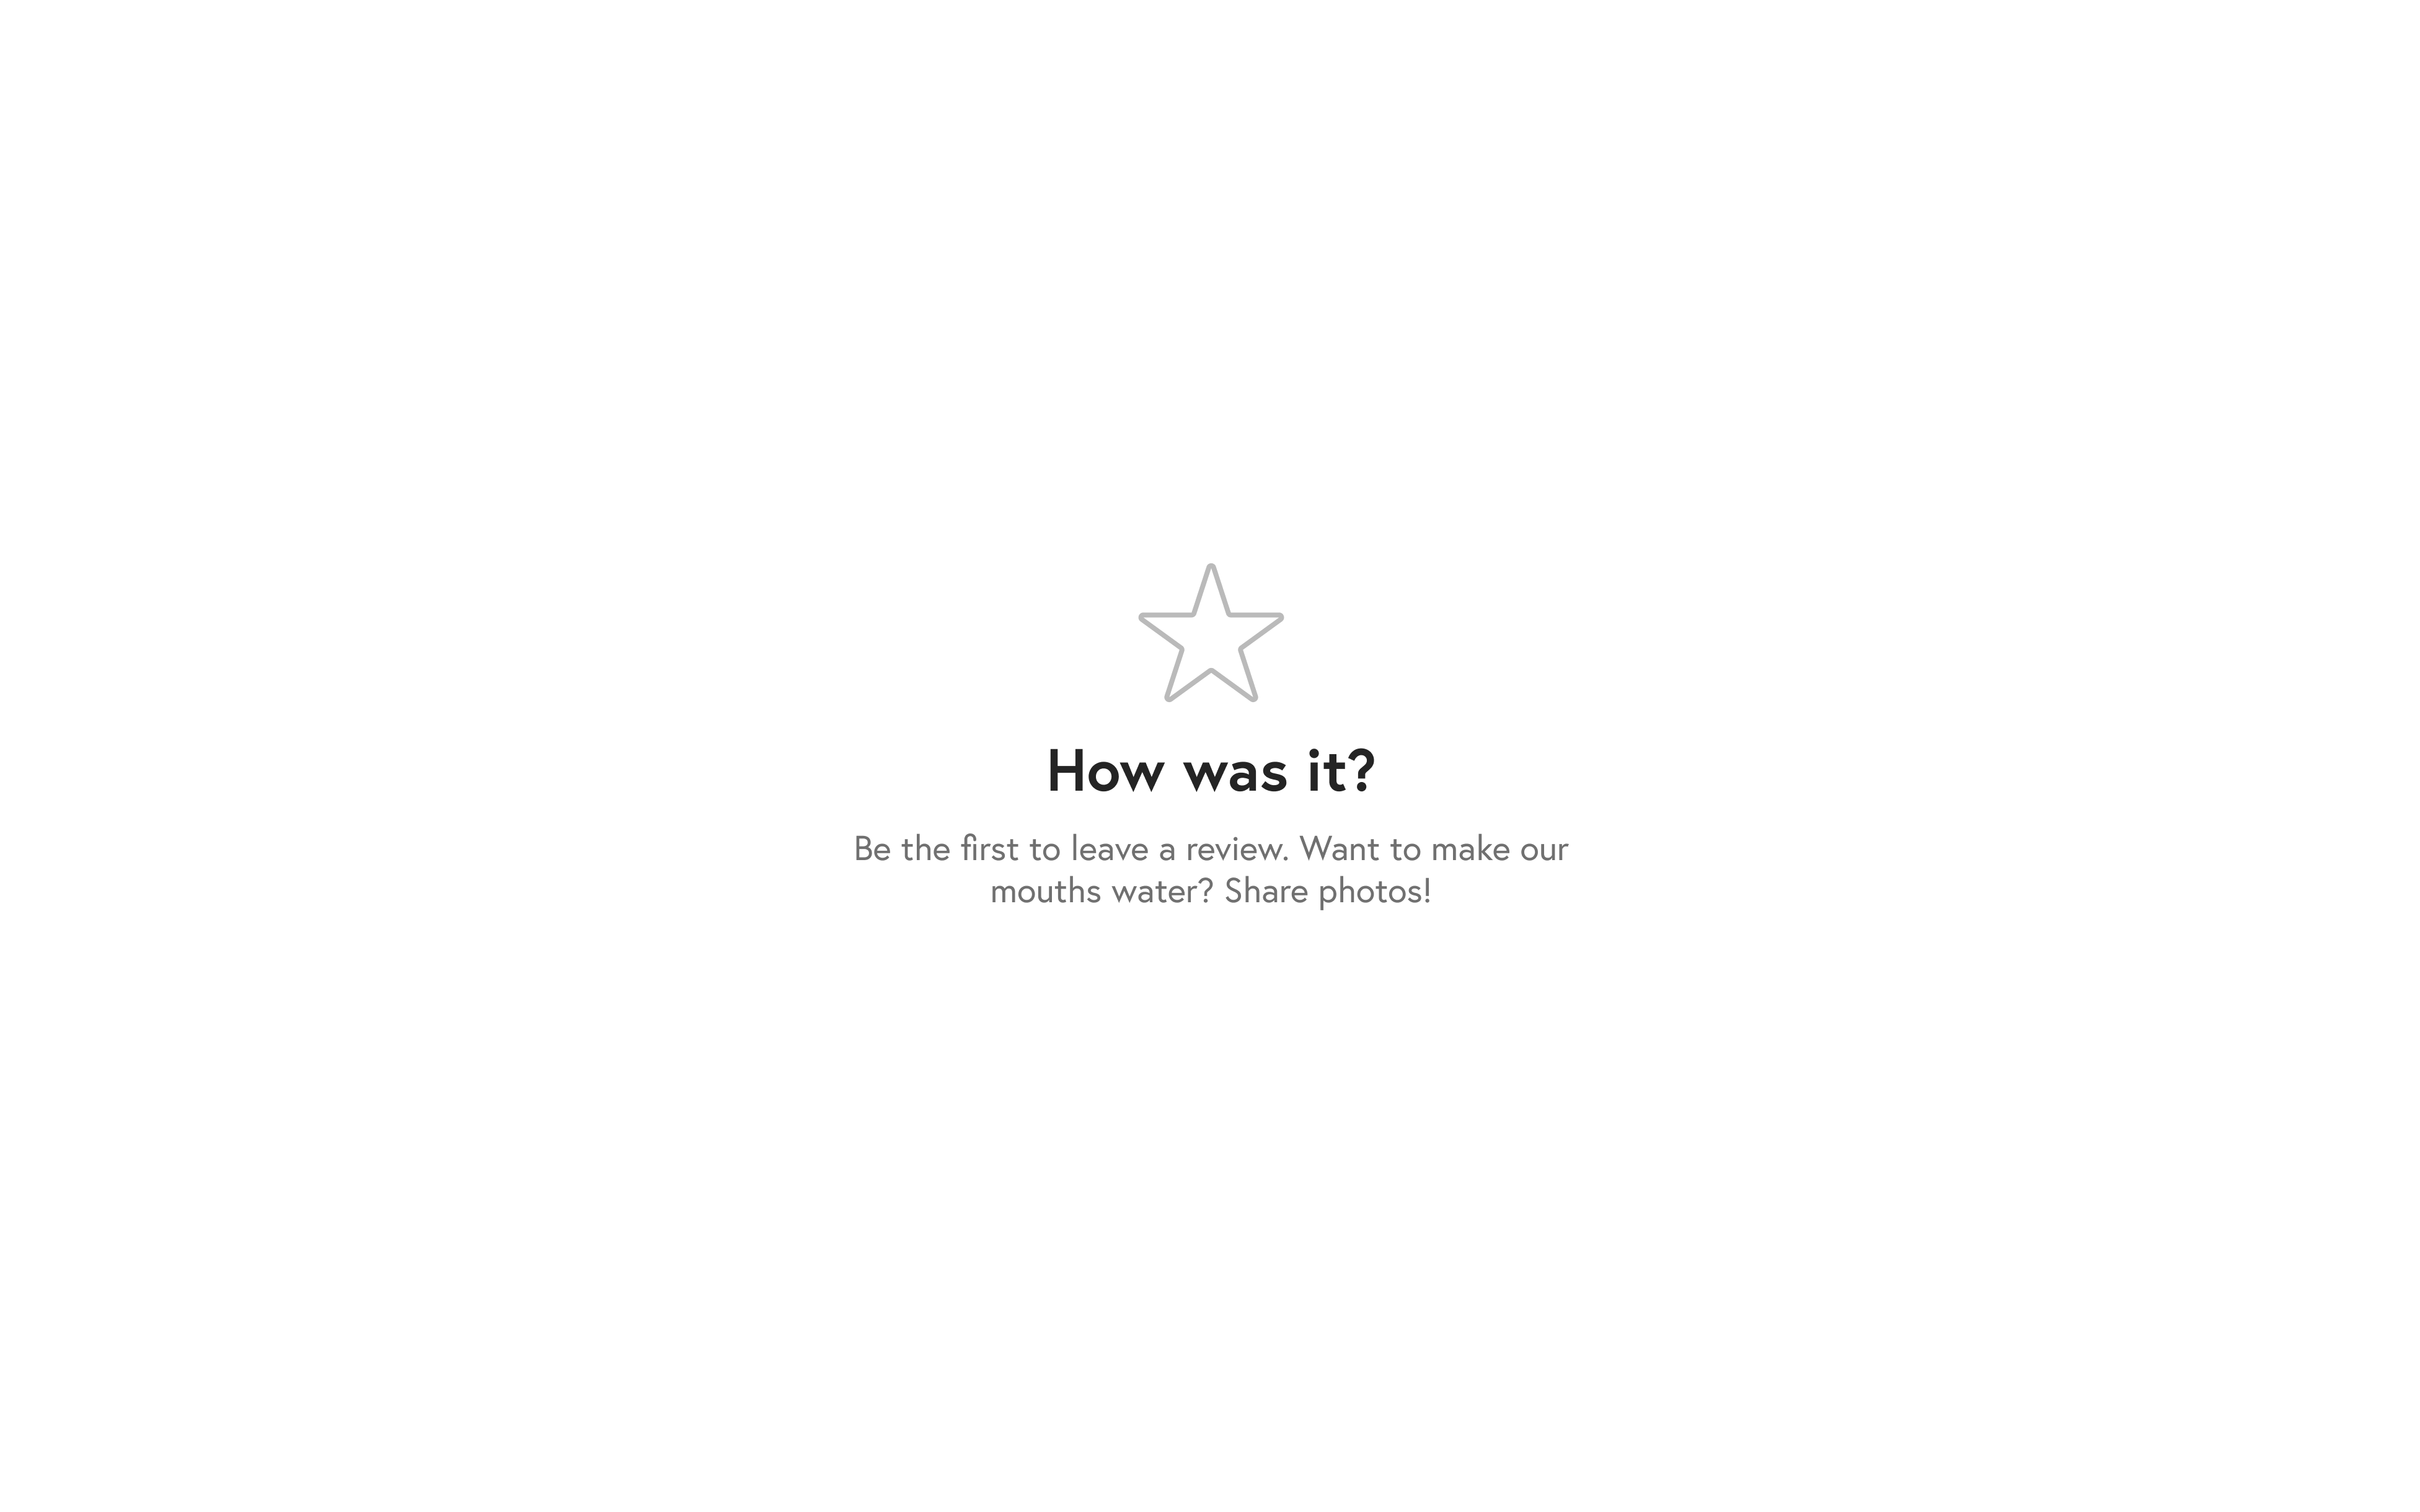 How was it?
Be the first to leave a review. Want to make our
mouths water? Share photos!